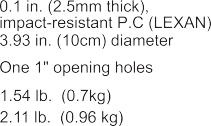 0.1 in. (2.5mm thick),
impact-resistant P.C (LEXAN)
3.93 in. (10cm) diameter
One 1" opening holes
1.54 lb.  (0.7kg)
2.11 lb.  (0.96 kg)